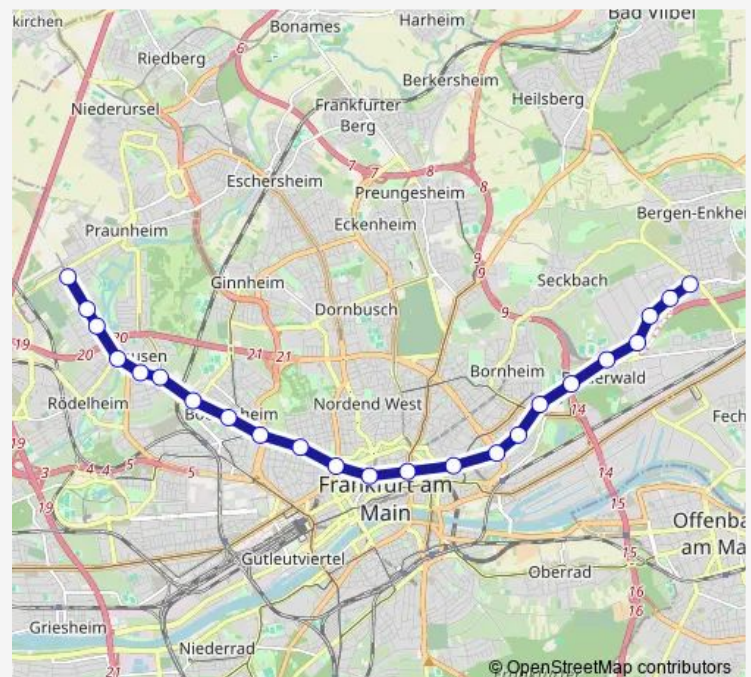 kirchen
Bonames
Harheim
Bad Vilbel
6
Riedberg
Berkersheim
Heilsberg
Niederursel
Frankfurter
Berg
7
7
8
Eschersheim
8
Preungesheim
Bergen-Enkhei
Praunheim
Eckenheim
9
9
Ginnheim
Seckbach
Dornbusch
9
19
20
20
21
21
Bornheim
Rödelheim
heim
Nordend West
14
erwald
Fech
19
3
4
4
5
5
19
Frankfurt am
Main
15
Offenba
am Ma
Gutleutviertel
15
Oberrad
16
16
Griesheim
Niederrad
21
© OpenStreetMap contributors